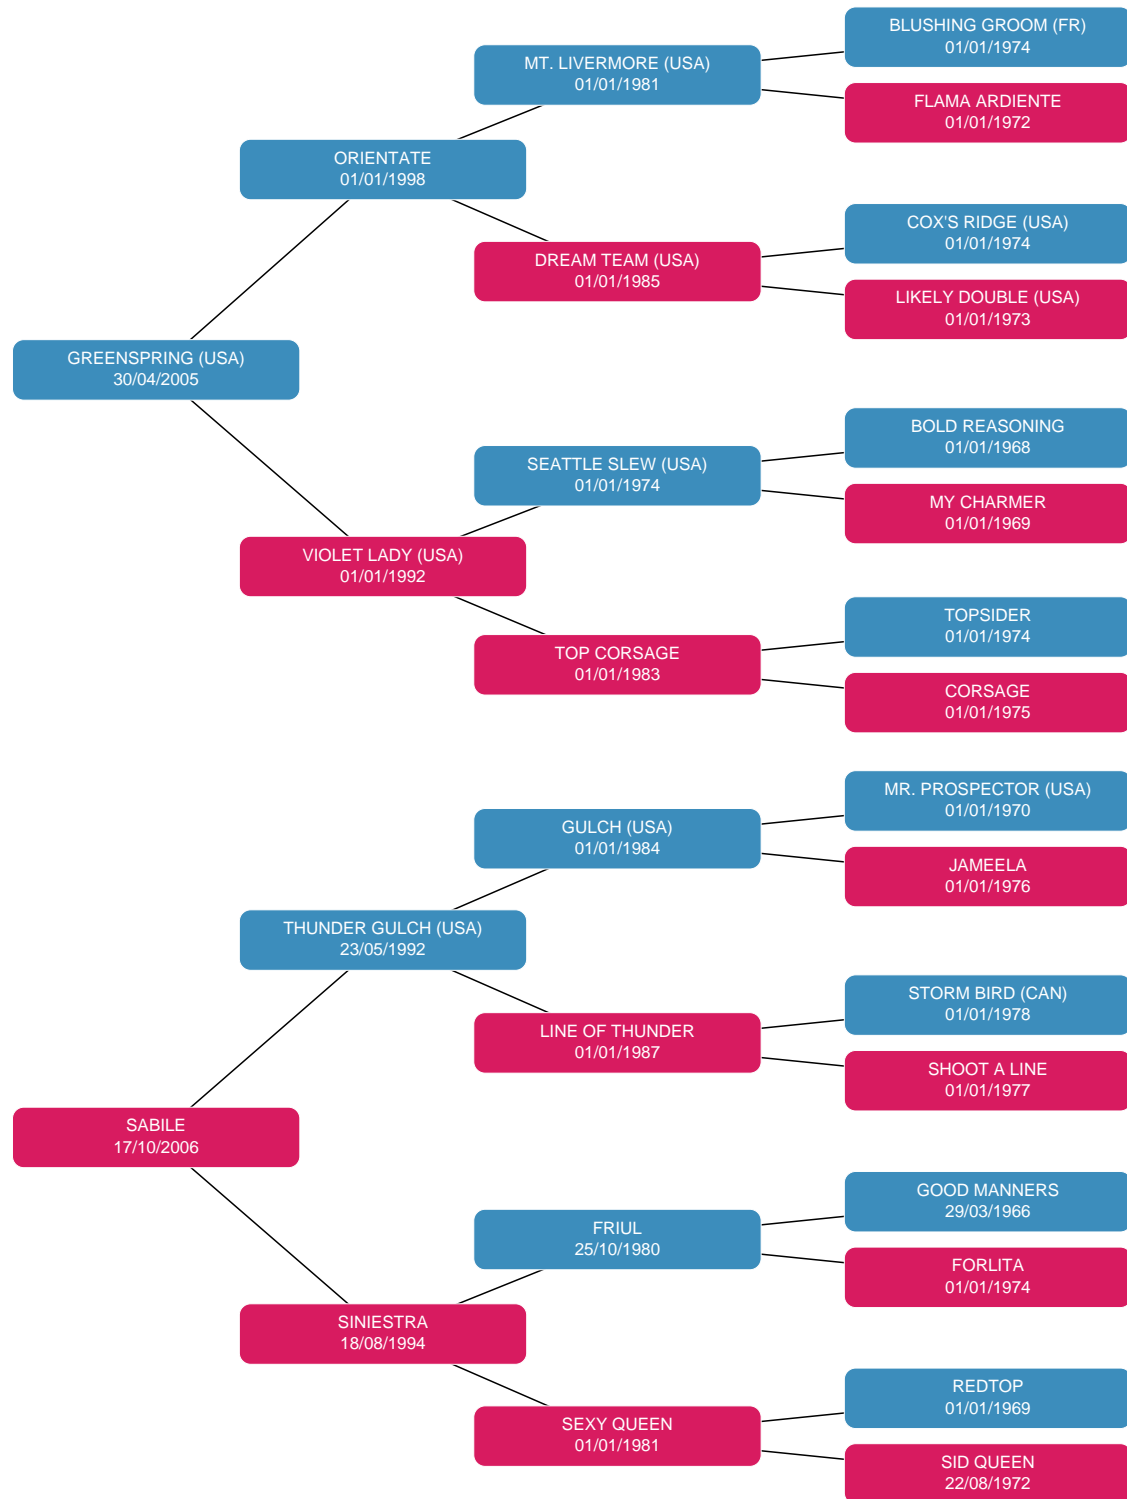 BLUSHING GROOM (FR)
01/01/1974
MT. LIVERMORE (USA)
01/01/1981
FLAMA ARDIENTE
01/01/1972
ORIENTATE
01/01/1998
COX'S RIDGE (USA)
01/01/1974
DREAM TEAM (USA)
01/01/1985
LIKELY DOUBLE (USA)
01/01/1973
GREENSPRING (USA)
30/04/2005
BOLD REASONING
01/01/1968
SEATTLE SLEW (USA)
01/01/1974
MY CHARMER
01/01/1969
VIOLET LADY (USA)
01/01/1992
TOPSIDER
01/01/1974
TOP CORSAGE
01/01/1983
CORSAGE
01/01/1975
MR. PROSPECTOR (USA)
01/01/1970
GULCH (USA)
01/01/1984
JAMEELA
01/01/1976
THUNDER GULCH (USA)
23/05/1992
STORM BIRD (CAN)
01/01/1978
LINE OF THUNDER
01/01/1987
SHOOT A LINE
01/01/1977
SABILE
17/10/2006
GOOD MANNERS
29/03/1966
FRIUL
25/10/1980
FORLITA
01/01/1974
SINIESTRA
18/08/1994
REDTOP
01/01/1969
SEXY QUEEN
01/01/1981
SID QUEEN
22/08/1972